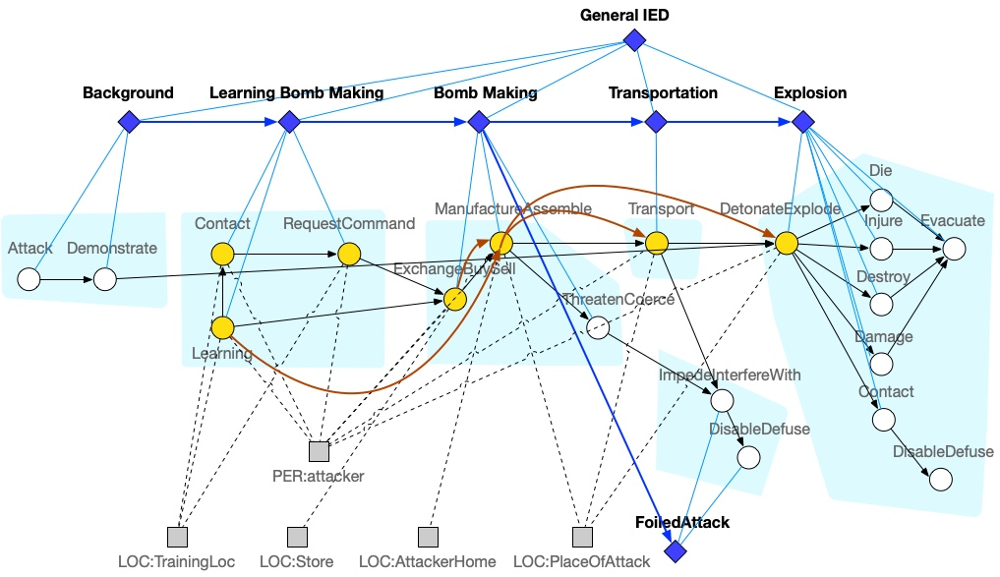 General IED
Background
Learning Bomb Making
Bomb Making
Transportation
Explosion
Die
Attack
Demonstrate
Contact
RequestCommand
ManufactureAssemble
Transport
DetonateExplode
Injure
Evacuate
ExchangeBuySell
Destroy
ThreatenCoerce
Learning
Damage
ImpedeInterfereWith
Contact
DisableDefuse
DisableDefuse
PER:attacker
FoiledAttack
LOC:TrainingLoc
LOC:Store
LOC:AttackerHome
LOC:PlaceOfAttack